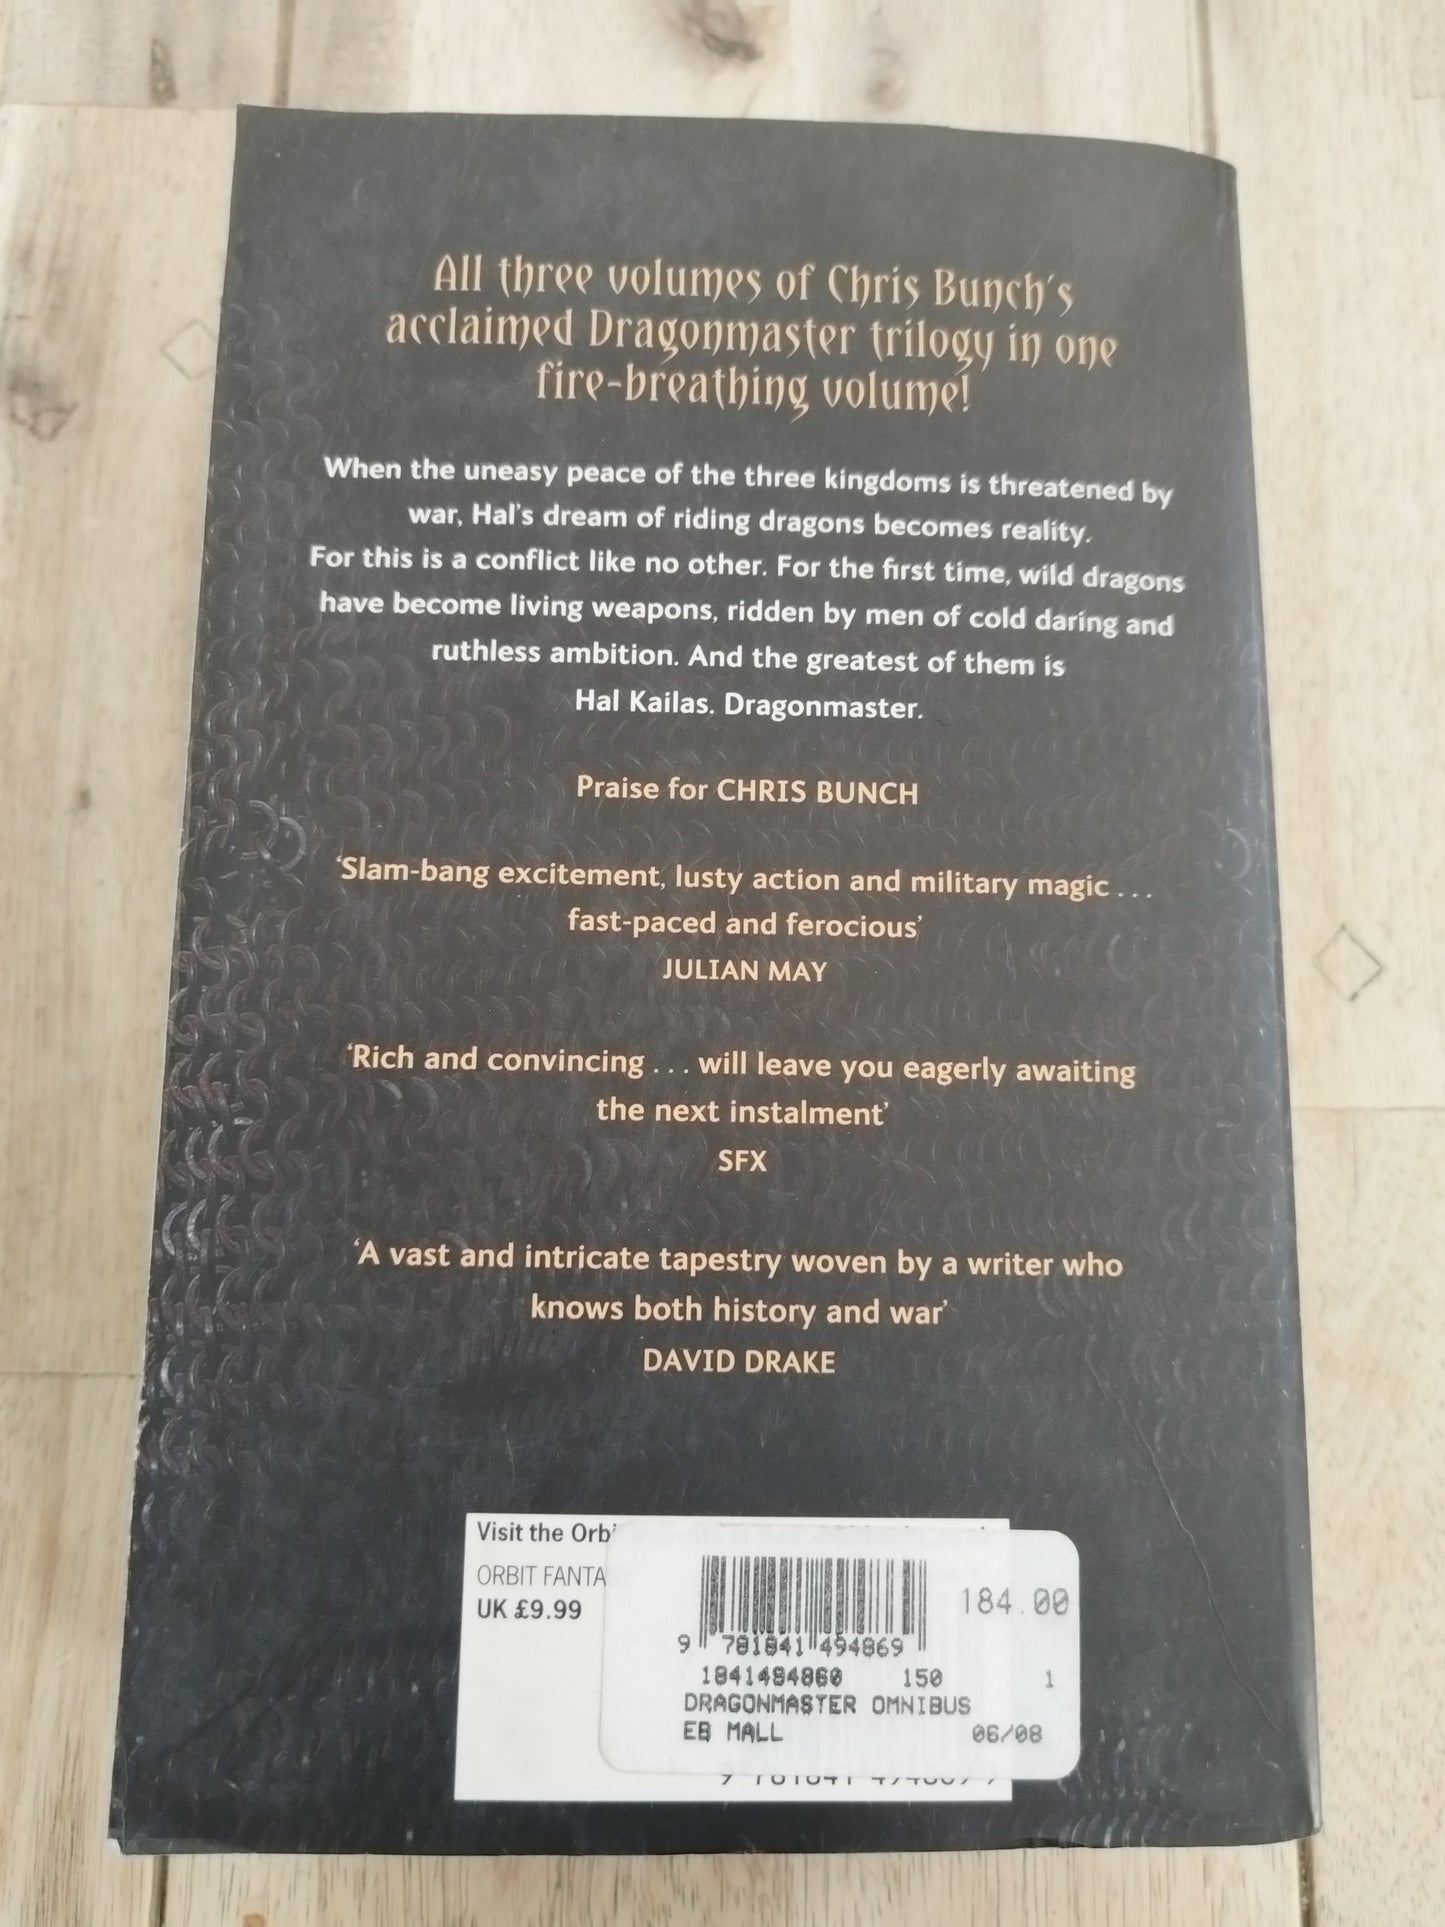 All three volumes of Chris Bunch's
acclaimed Dragonmaster trilogy in one
fire-breathing volume!
When the uneasy peace of the three kingdoms is threatened by
war, Hal's dream of riding dragons becomes reality.
For this is a conflict like no other. For the first time, wild dragons
have become living weapons, ridden by men of cold daring and
ruthless ambition. And the greatest of them is
Hal Kailas. Dragonmaster.
Praise for CHRIS BUNCH
‘Slam-bang excitement, lusty action and military magic . . .
fast-paced and ferocious’
JULIAN MAY
‘Rich and convincing . . . will leave you eagerly awaiting
the next instalment’
SFX
‘A vast and intricate tapestry woven by a writer who
knows both history and war’
DAVID DRAKE
Visit the
ORBIT
UK £9.99
184.00
9 781841 494869
1841494860 150 1
DRAGONMASTER OMNIBUS
EB MALL 06/08